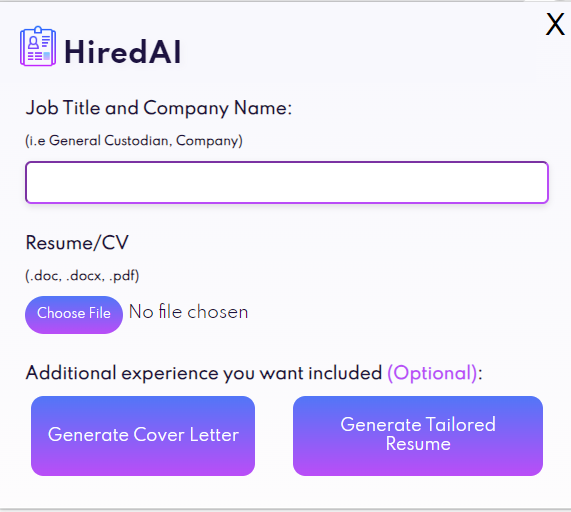 X
HiredAI
Job Title and Company Name:
(i.e General Custodian, Company)
Resume/CV
(.doc, .docx, .pdf)
Choose File No file chosen
Additional experience you want included (Optional):
Generate Cover Letter
Generate Tailored
Resume